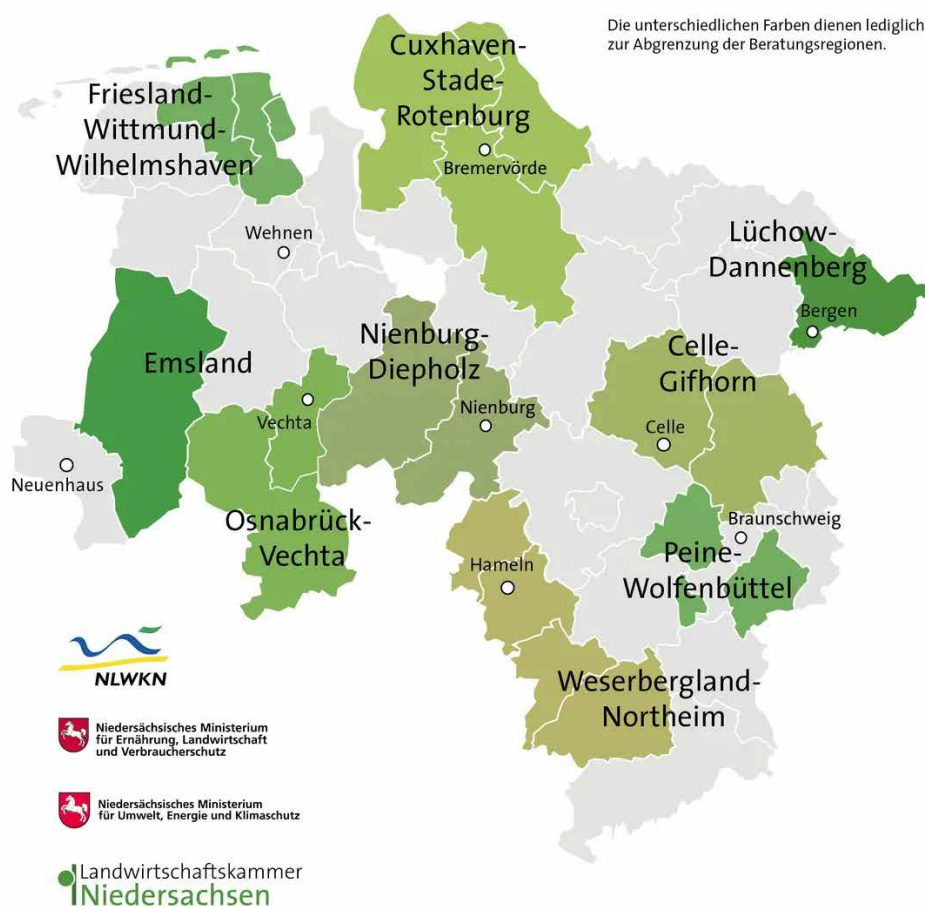 Die unterschiedlichen Farben dienen lediglich
zur Abgrenzung der Beratungsregionen.
Cuxhaven-
Stade-
Rotenburg
Bremervörde
Friesland-
Wittmund-
Wilhelmshaven
Wehnen
Lüchow-
Dannenberg
Bergen
Emsland
Nienburg-
Diepholz
Nienburg
Celle-
Gifhorn
Celle
Vechta
Neuenhaus
Osnabrück-
Vechta
Braunschweig
Peine-
Wolfenbüttel
Hameln
Weserbergland-
Northeim
NLWKN
Niedersächsisches Ministerium
für Ernährung, Landwirtschaft
und Verbraucherschutz
Niedersächsisches Ministerium
für Umwelt, Energie und Klimaschutz
Landwirtschaftskammer
Niedersachsen